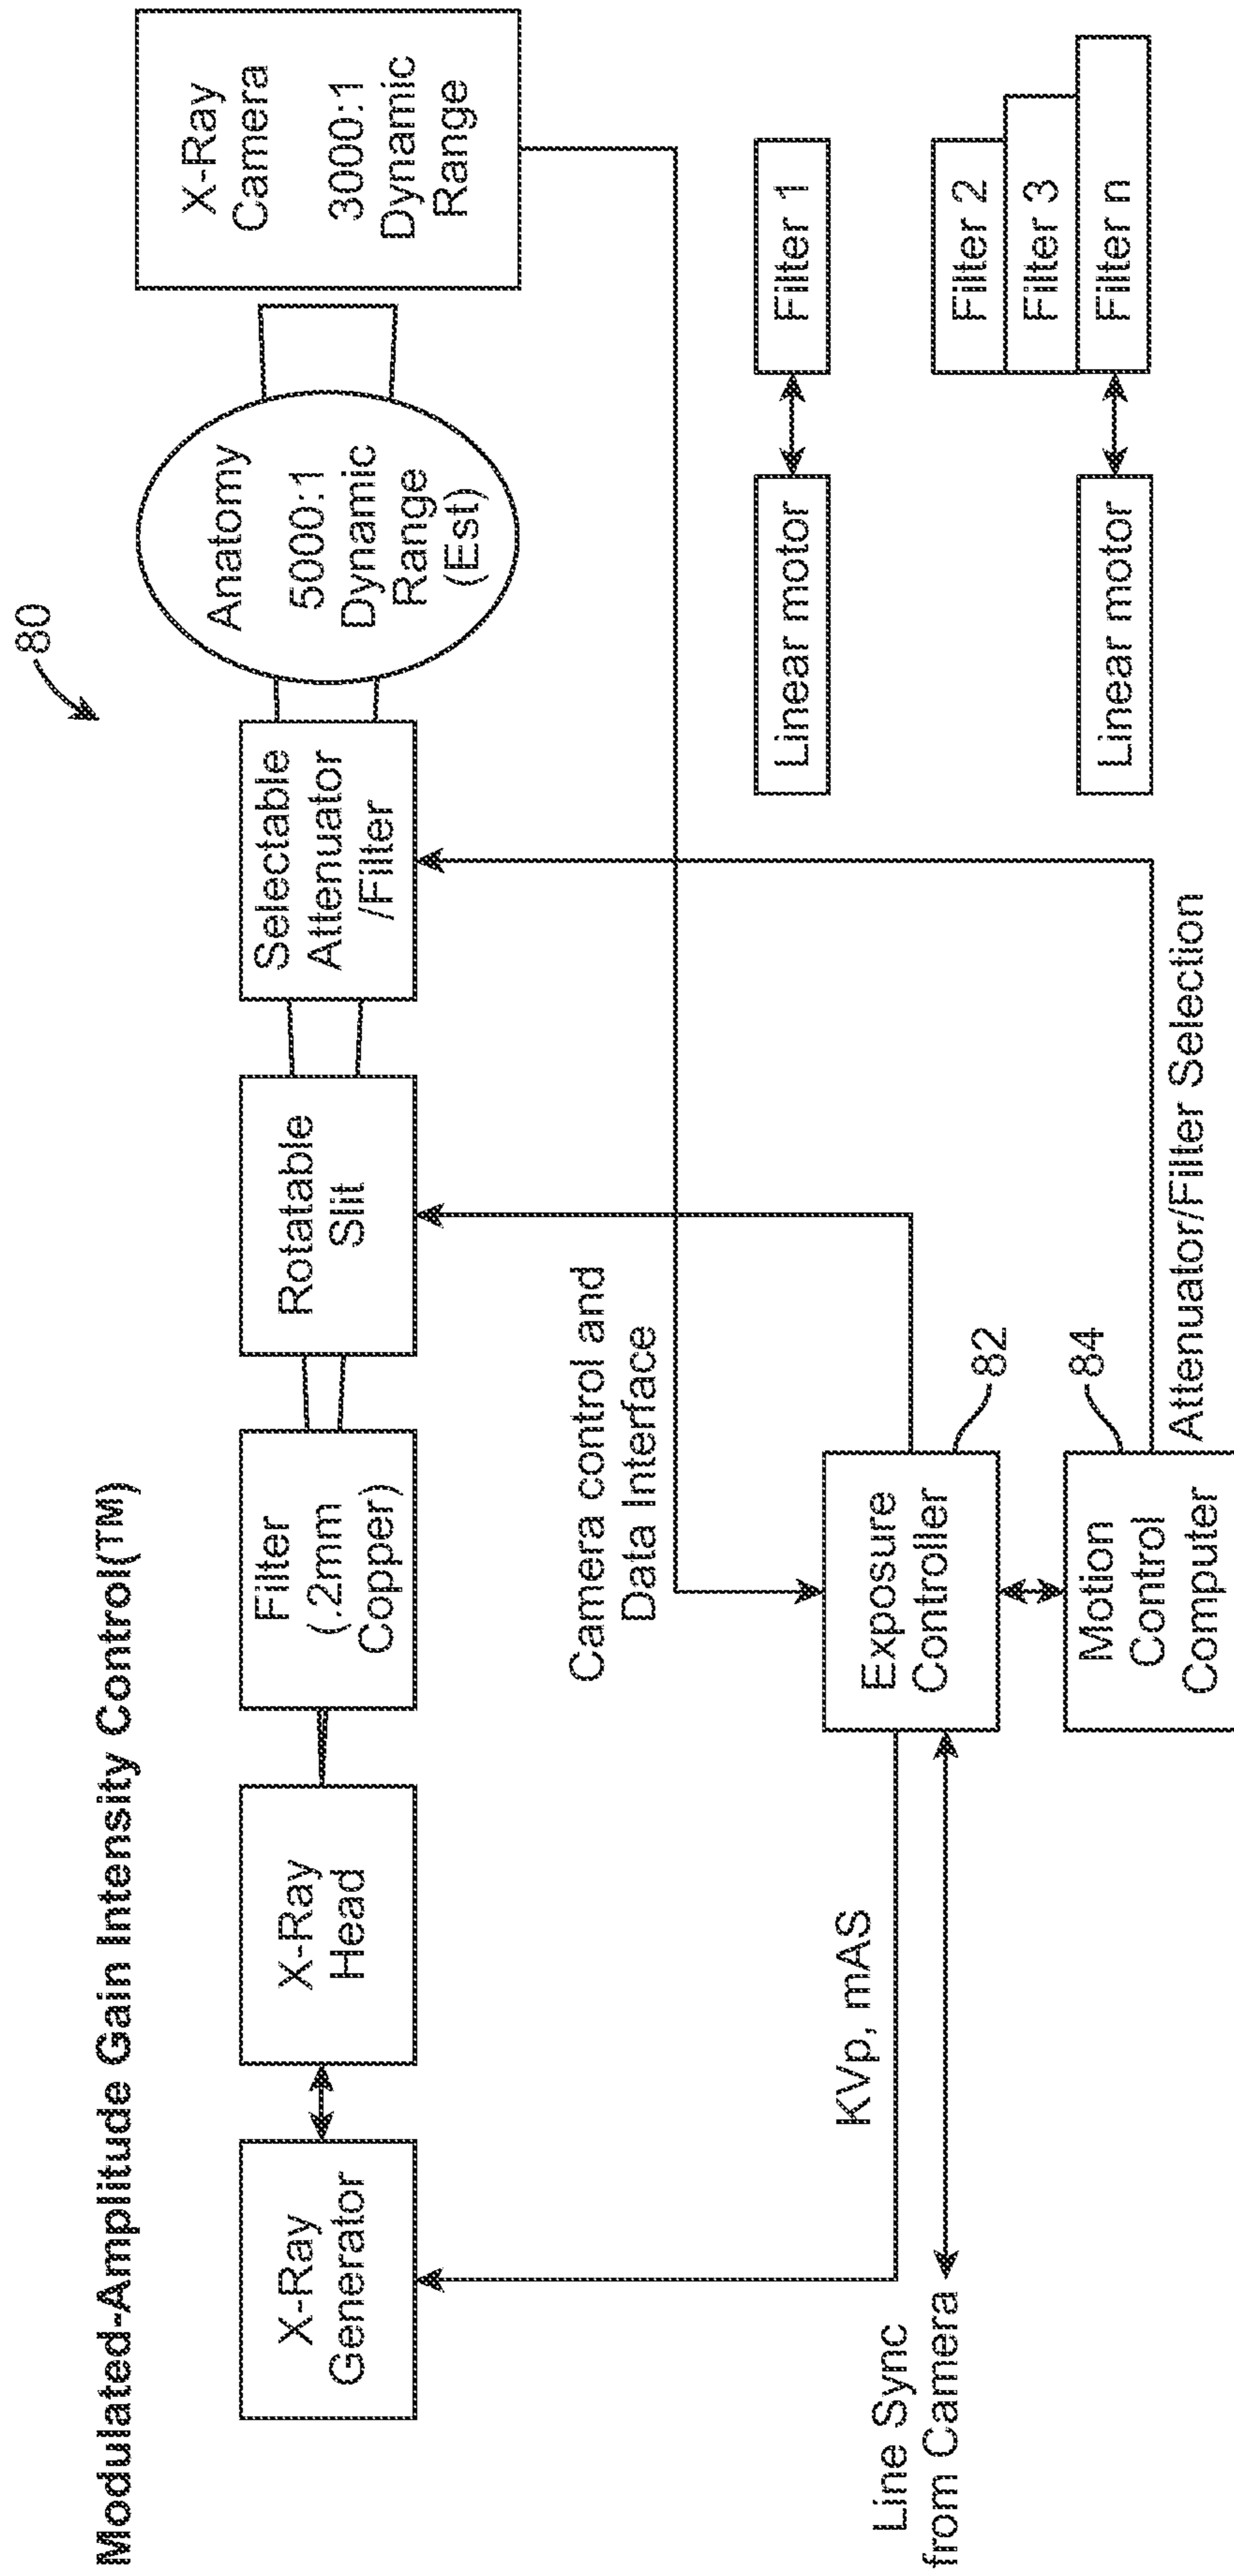 Modulated-Amplitude Gain Intensity Control(TM)
80
X-Ray
Generator
X-Ray
Head
Filter
(.2mm
Copper)
Rotatable
Slit
Selectable
Attenuator
/Filter
Anatomy
5000:1
Dynamic
Range
(Est)
X-Ray
Camera
3000:1
Dynamic
Range
Camera control and
Data Interface
KVp, mAS
Line Sync
from Camera
Exposure
Controller
82
Motion
Control
Computer
84
Attenuator/Filter Selection
Linear motor
Filter 1
Linear motor
Filter 2
Filter 3
Filter n